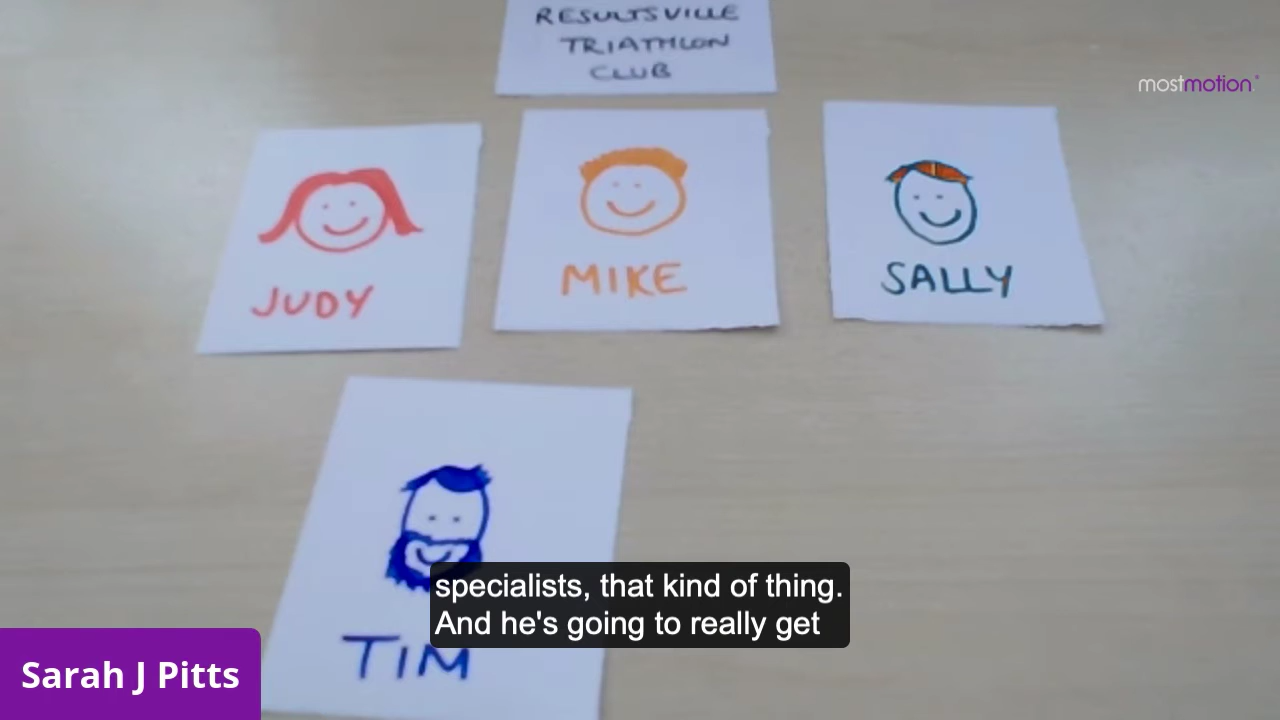 RESULTSVILLE
TRIATHLON
CLUB
mostmotion
JUDY
MIKE
SALLY
specialists, that kind of thing.
And he's going to really get
TIM
Sarah J Pitts